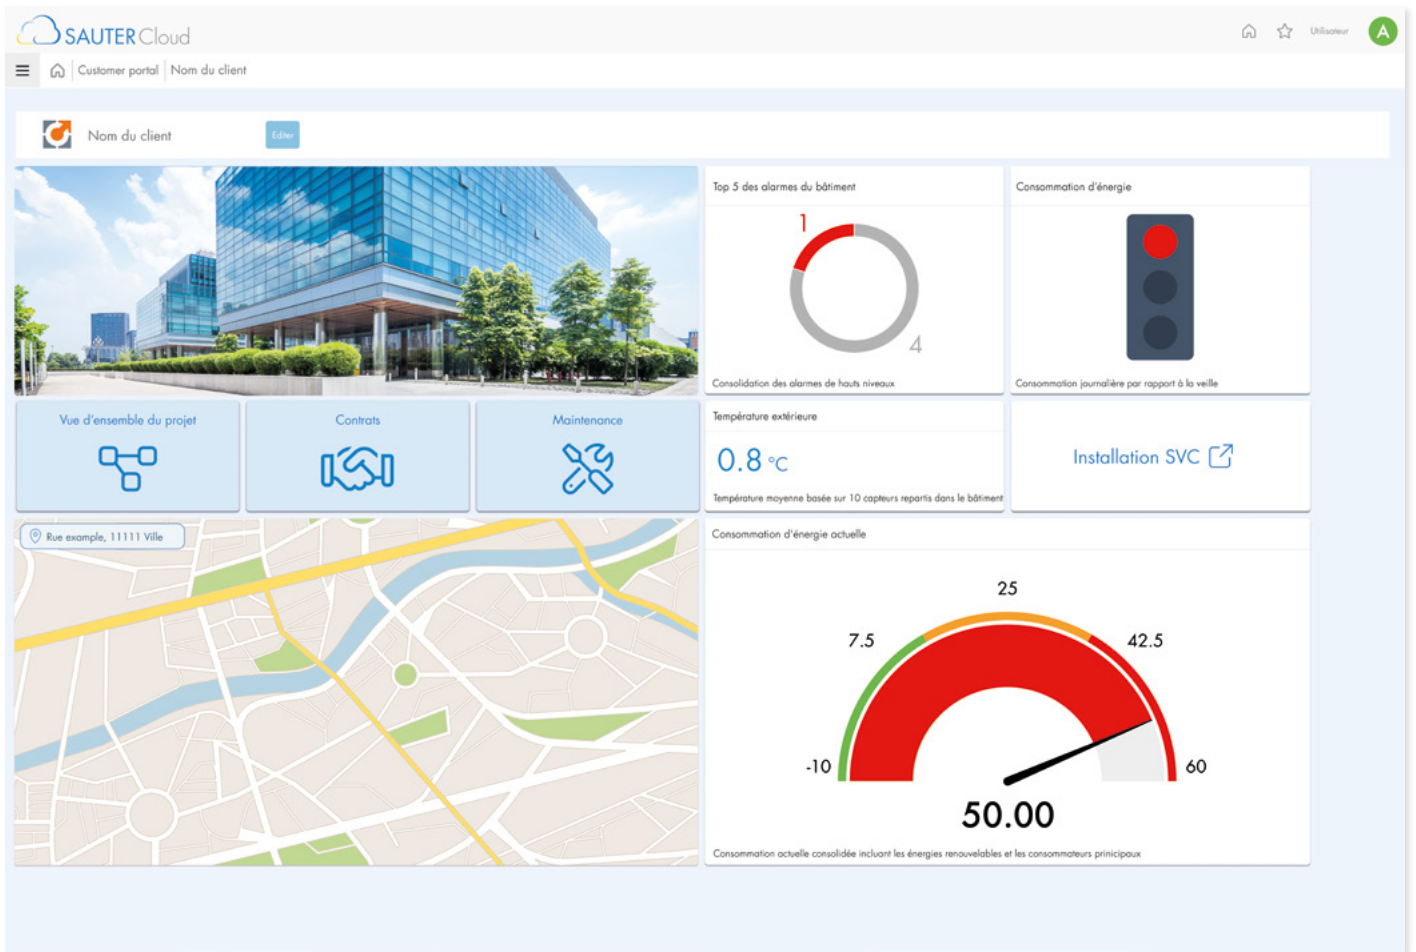 SAUTER Cloud
Utilisateur
A
Customer portal
Nom du client
Nom du client
Editer
Top 5 des alarmes du bâtiment
1
4
Consolidation des alarmes de hauts niveaux
Consommation d'énergie
Consommation journalière par rapport à la veille
Vue d'ensemble du projet
Contrats
Maintenance
Température extérieure
0.8 °C
Température moyenne basée sur 10 capteurs repartis dans le bâtiment
Installation SVC
Rue example, 11111 Ville
Consommation d'énergie actuelle
25
7.5
42.5
-10
60
50.00
Consommation actuelle consolidée incluant les énergies renouvelables et les consommateurs prinicipaux